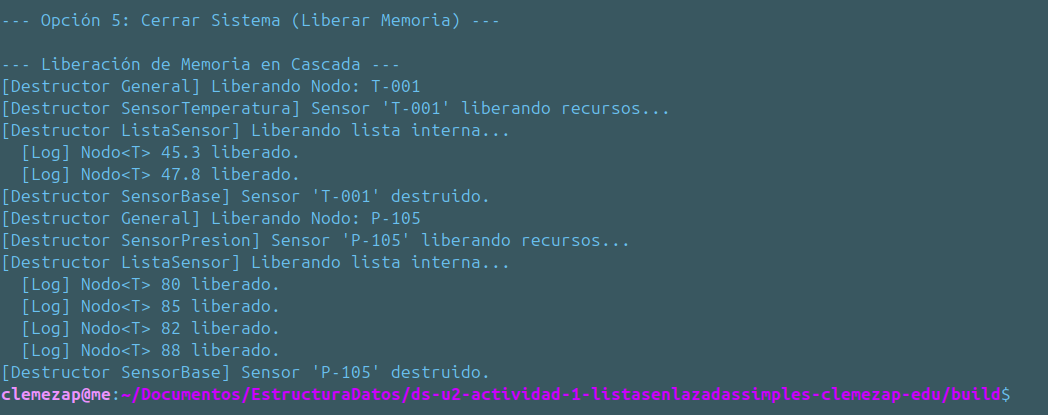 --- Opción 5: Cerrar Sistema (Liberar Memoria) ---
--- Liberación de Memoria en Cascada ---
[Destructor General] Liberando Nodo: T-001
[Destructor SensorTemperatura] Sensor 'T-001' liberando recursos...
[Destructor ListaSensor] Liberando lista interna...
  [Log] Nodo<T> 45.3 liberado.
  [Log] Nodo<T> 47.8 liberado.
[Destructor SensorBase] Sensor 'T-001' destruido.
[Destructor General] Liberando Nodo: P-105
[Destructor SensorPresion] Sensor 'P-105' liberando recursos...
[Destructor ListaSensor] Liberando lista interna...
  [Log] Nodo<T> 80 liberado.
  [Log] Nodo<T> 85 liberado.
  [Log] Nodo<T> 82 liberado.
  [Log] Nodo<T> 88 liberado.
[Destructor SensorBase] Sensor 'P-105' destruido.
clemezap@me:~/Documentos/EstructuraDatos/ds-u2-actividad-1-listasenlazadassimples-clemezap-edu/build$